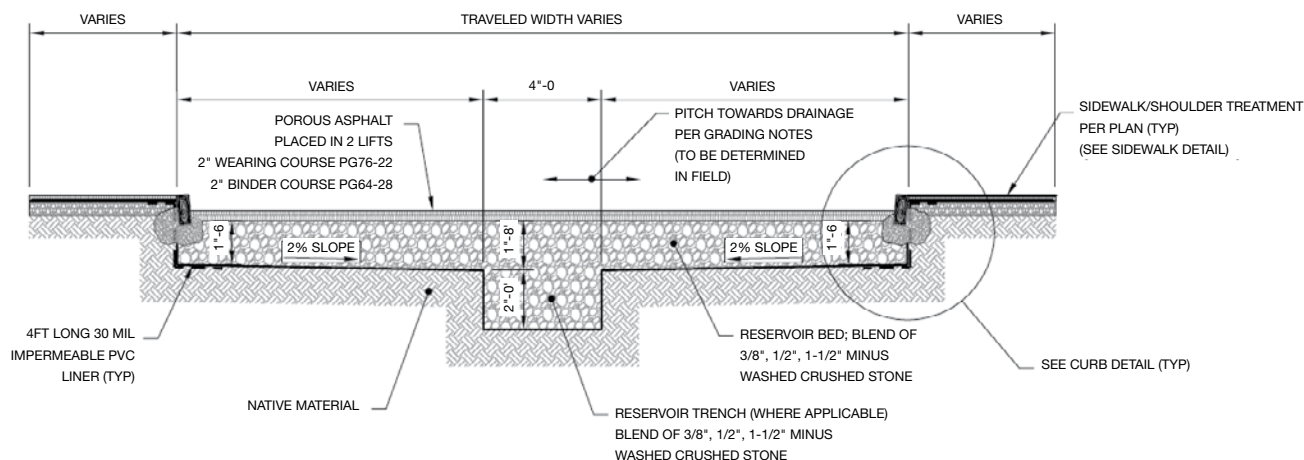 VARIES
TRAVELED WIDTH VARIES
VARIES
VARIES
4"-0
VARIES
POROUS ASPHALT
PLACED IN 2 LIFTS
2" WEARING COURSE PG76-22
2" BINDER COURSE PG64-28
PITCH TOWARDS DRAINAGE
PER GRADING NOTES
(TO BE DETERMINED
IN FIELD)
SIDEWALK/SHOULDER TREATMENT
PER PLAN (TYP)
(SEE SIDEWALK DETAIL)
1"-6
2% SLOPE
1"-8'
2% SLOPE
1"-6
2"-0'
4FT LONG 30 MIL
IMPERMEABLE PVC
LINER (TYP)
NATIVE MATERIAL
RESERVOIR BED; BLEND OF
3/8", 1/2", 1-1/2" MINUS
WASHED CRUSHED STONE
SEE CURB DETAIL (TYP)
RESERVOIR TRENCH (WHERE APPLICABLE)
BLEND OF 3/8", 1/2", 1-1/2" MINUS
WASHED CRUSHED STONE